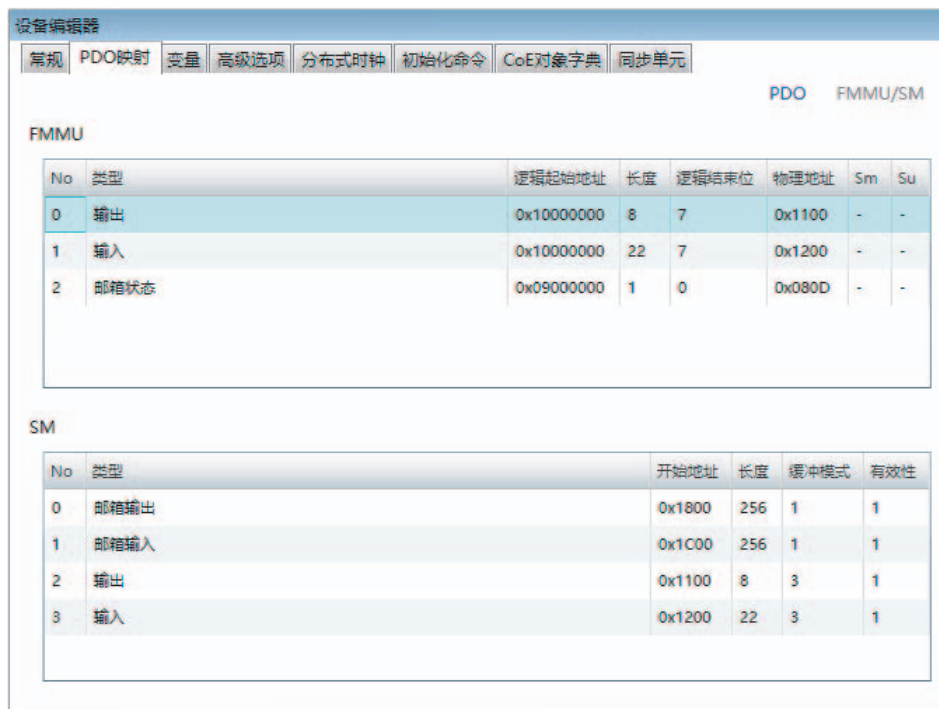 设备编辑器
常规 PDO映射 变量 高级选项 分布式时钟 初始化命令 CoE对象字典 同步单元
PDO FMMU/SM
FMMU
No 类型 逻辑起始地址 长度 逻辑结束位 物理地址 Sm Su
0 输出 0x10000000 8 7 0x1100 - -
1 输入 0x10000000 22 7 0x1200 - -
2 邮箱状态 0x09000000 1 0 0x080D - -
SM
No 类型 开始地址 长度 缓冲模式 有效性
0 邮箱输出 0x1800 256 1 1
1 邮箱输入 0x1C00 256 1 1
2 输出 0x1100 8 3 1
3 输入 0x1200 22 3 1